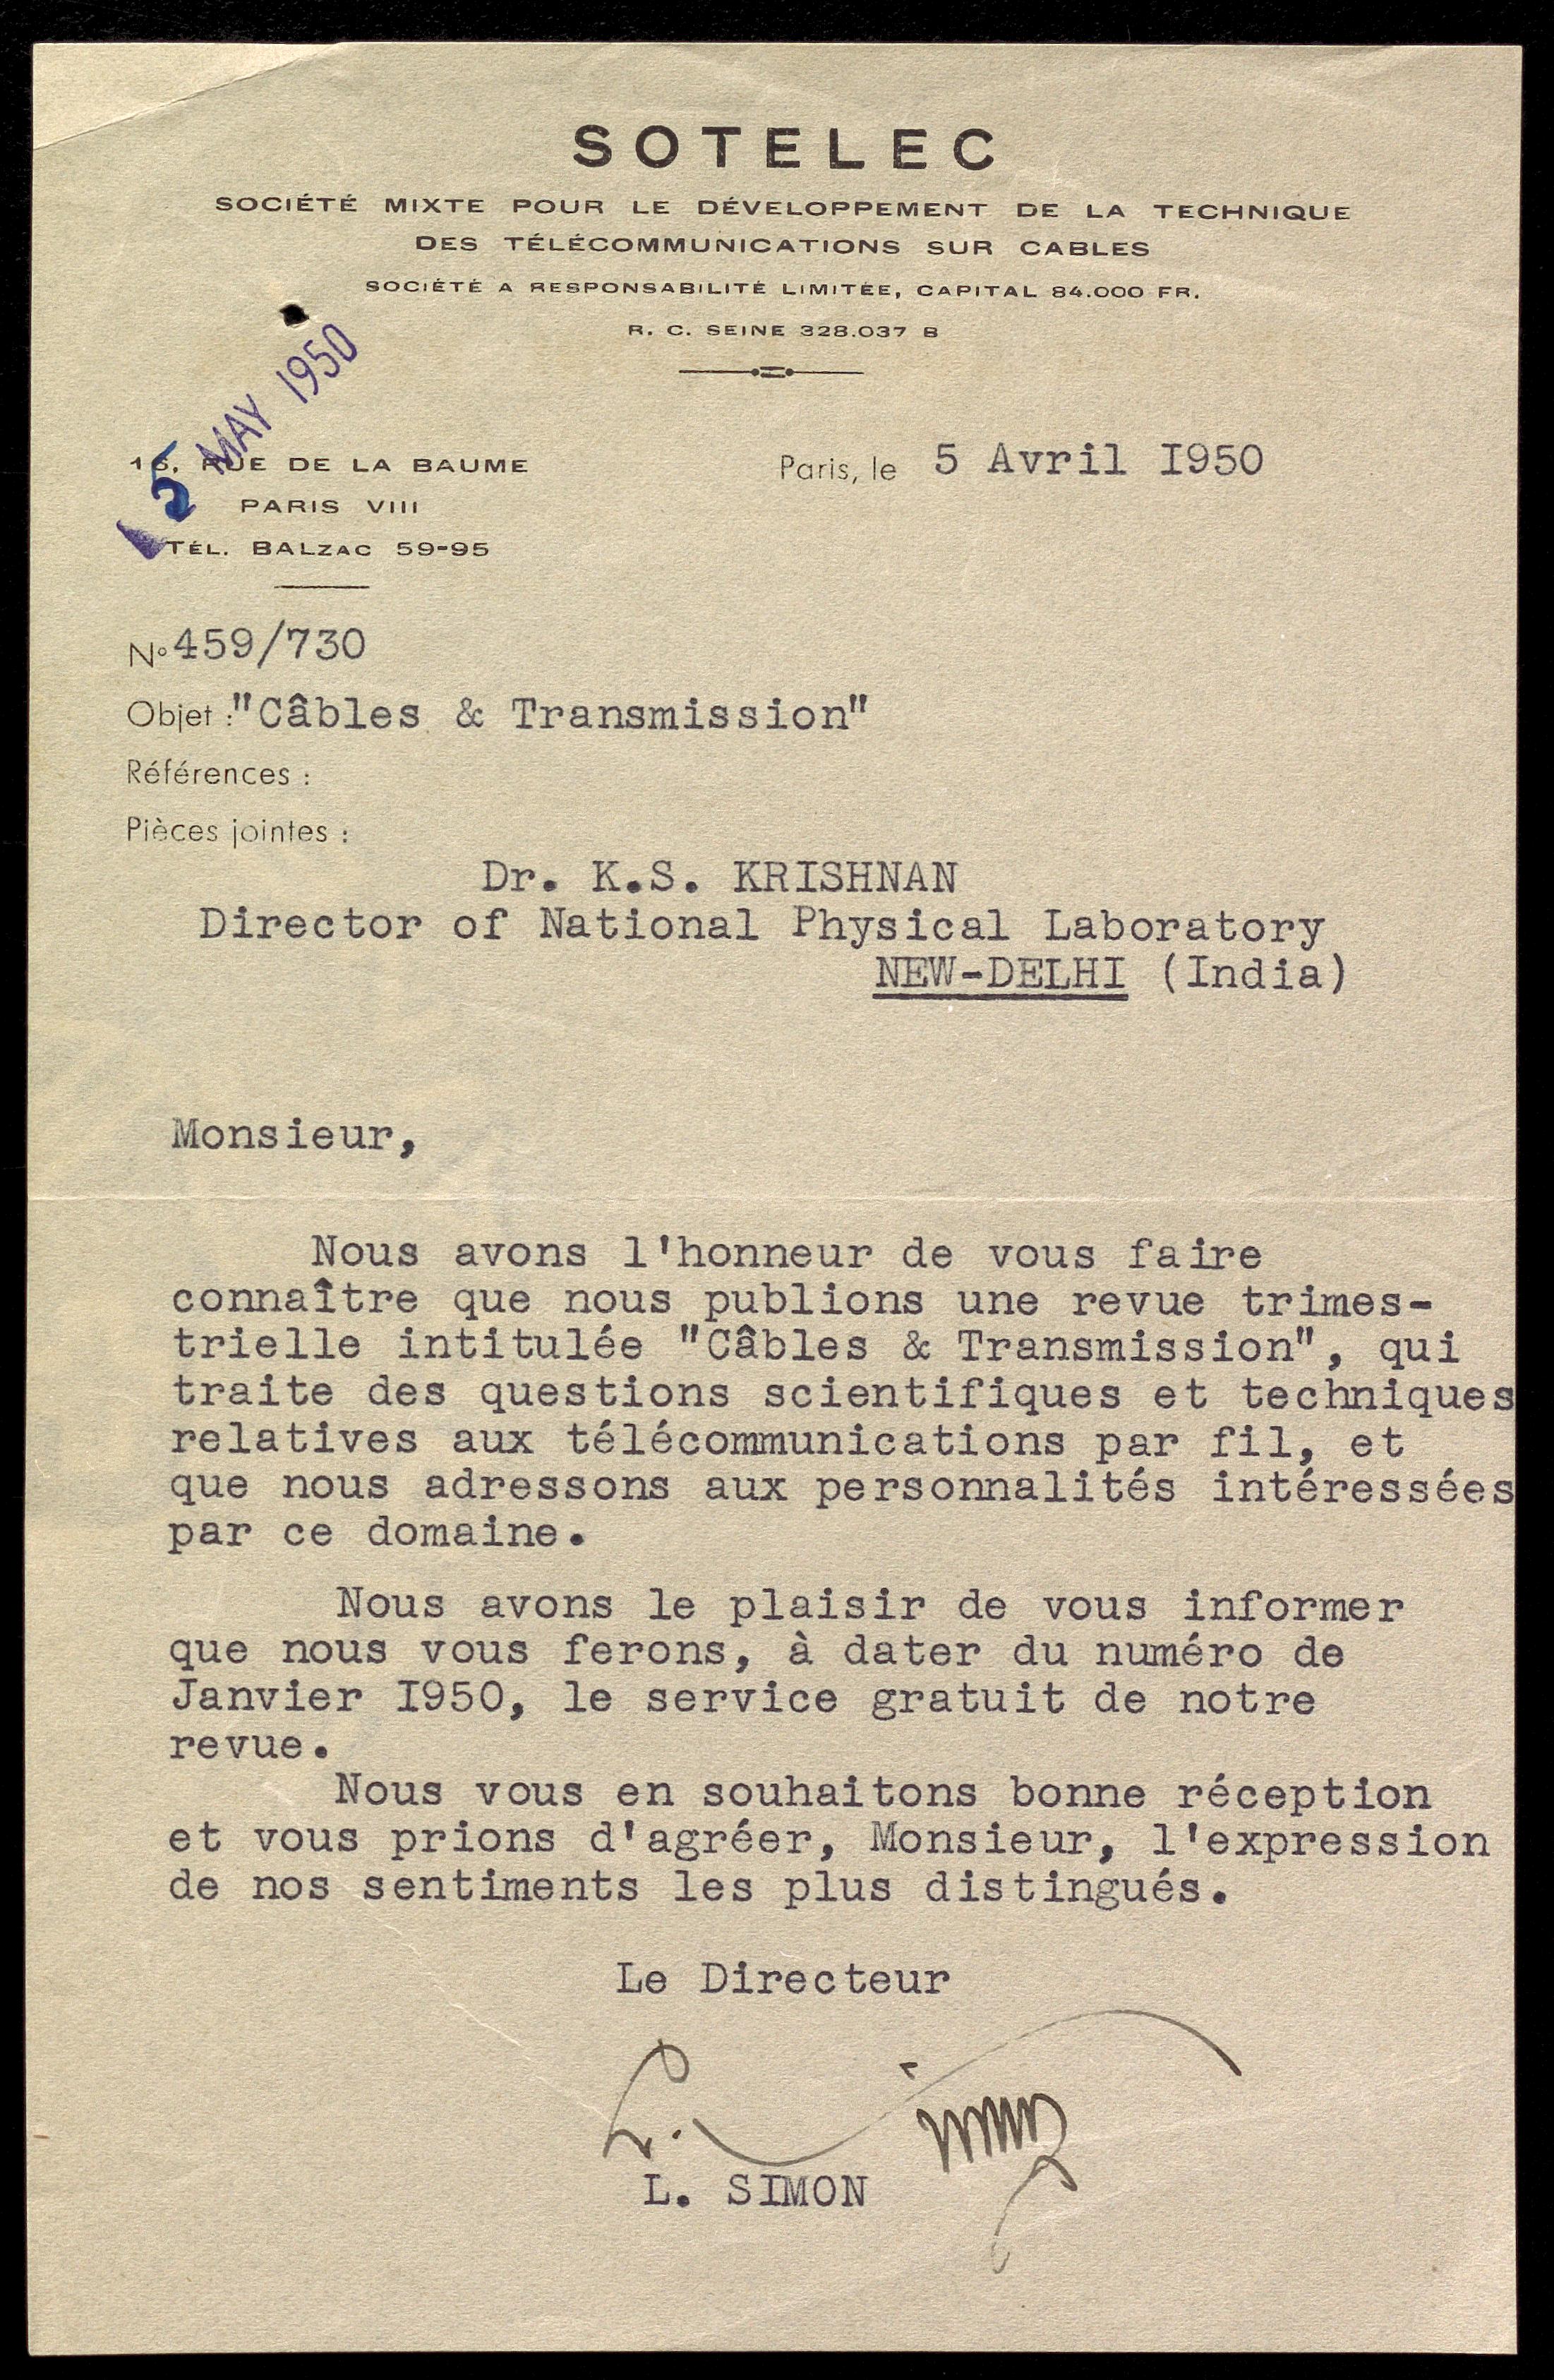 SOTELEC
SOCIÉTÉ MIXTE POUR LE DÉVELOPPEMENT DE LA TECHNIQUE
DES TÉLÉCOMMUNICATIONS SUR CABLES
SOCIÉTÉ A RESPONSABILITÉ LIMITÉE, CAPITAL 84.000 FR.
R. C. SEINE 328.037 B
5 MAY 1950
RUE DE LA BAUME
PARIS VIII
TÉL. BALZAC 59-95
Paris, le 5 Avril I950
N° 459/730
Objet : "Câbles & Transmission"
Références :
Pièces jointes :
Dr. K.S. KRISHNAN
Director of National Physical Laboratory
NEW-DELHI (India)
Monsieur,
Nous avons l'honneur de vous faire
connaître que nous publions une revue trimes-
trielle intitulée "Câbles & Transmission", qui
traite des questions scientifiques et techniques
relatives aux télécommunications par fil, et
que nous adressons aux personnalités intéressées
par ce domaine.
Nous avons le plaisir de vous informer
que nous vous ferons, à dater du numéro de
Janvier I950, le service gratuit de notre
revue.
Nous vous en souhaitons bonne réception
et vous prions d'agréer, Monsieur, l'expression
de nos sentiments les plus distingués.
Le Directeur
L. Simon
L. SIMON